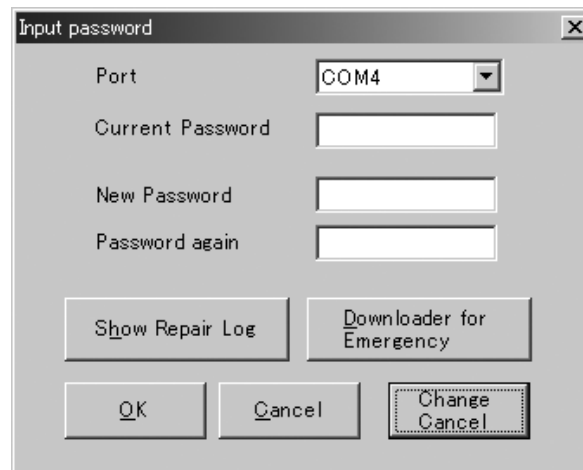 Input password
Port
COM4
Current Password
New Password
Password again
Show Repair Log
Downloader for
Emergency
OK
Cancel
Change
Cancel